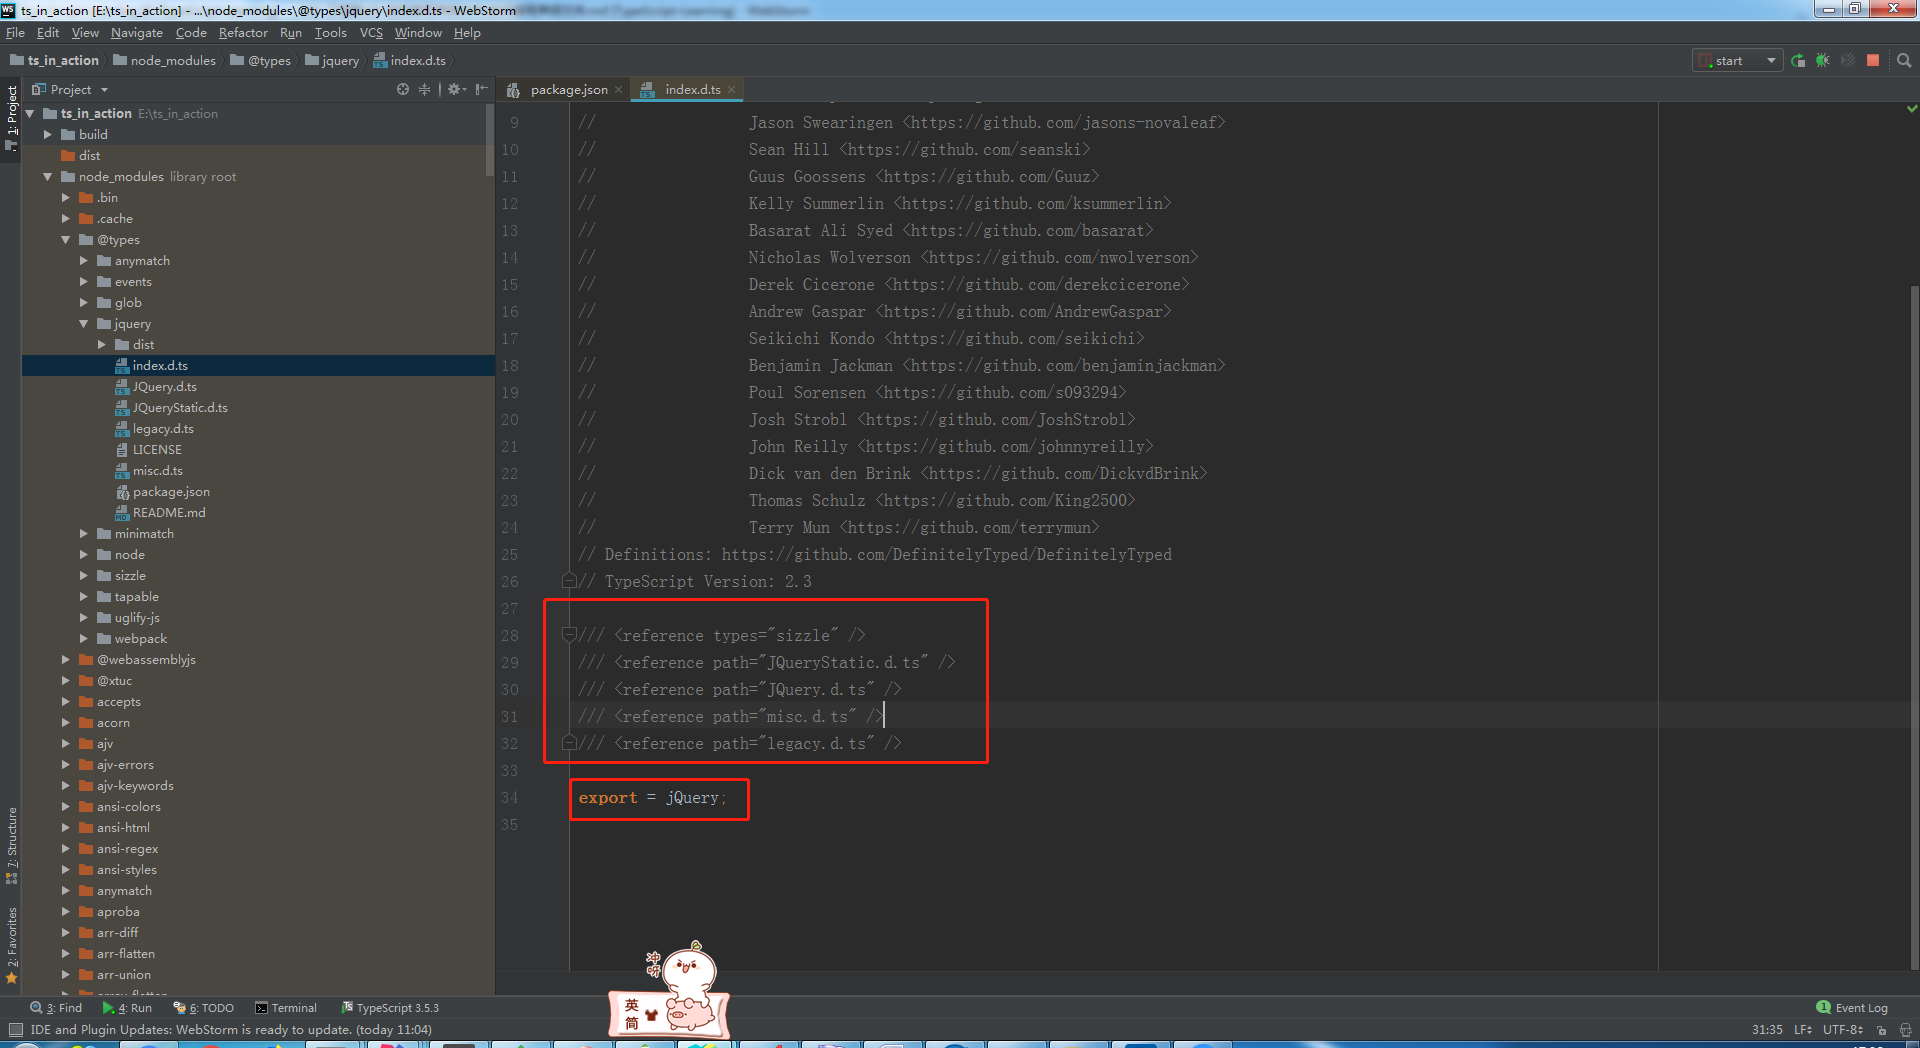 ts_in_action [E:\ts_in_action] - ...\node_modules\@types\jquery\index.d.ts - WebStorm
File Edit View Navigate Code Refactor Run Tools VCS Window Help
ts_in_action node_modules @types jquery index.d.ts
start
Project
package.json index.d.ts
1: Project
7: Structure
2: Favorites
ts_in_action E:\ts_in_action
build
dist
node_modules library root
.bin
.cache
@types
anymatch
events
glob
jquery
dist
index.d.ts
JQuery.d.ts
JQueryStatic.d.ts
legacy.d.ts
LICENSE
misc.d.ts
package.json
README.md
minimatch
node
sizzle
tapable
uglify-js
webpack
@webassemblyjs
@xtuc
accepts
acorn
ajv
ajv-errors
ajv-keywords
ansi-colors
ansi-html
ansi-regex
ansi-styles
anymatch
aproba
arr-diff
arr-flatten
arr-union
9 // Jason Swearingen <https://github.com/jasons-novaleaf>
10 // Sean Hill <https://github.com/seanski>
11 // Guus Goossens <https://github.com/Guuz>
12 // Kelly Summerlin <https://github.com/ksummerlin>
13 // Basarat Ali Syed <https://github.com/basarat>
14 // Nicholas Wolverson <https://github.com/nwolverson>
15 // Derek Cicerone <https://github.com/derekcicerone>
16 // Andrew Gaspar <https://github.com/AndrewGaspar>
17 // Seikichi Kondo <https://github.com/seikichi>
18 // Benjamin Jackman <https://github.com/benjaminjackman>
19 // Poul Sorensen <https://github.com/s093294>
20 // Josh Strobl <https://github.com/JoshStrobl>
21 // John Reilly <https://github.com/johnnyreilly>
22 // Dick van den Brink <https://github.com/DickvdBrink>
23 // Thomas Schulz <https://github.com/King2500>
24 // Terry Mun <https://github.com/terrymun>
25 // Definitions: https://github.com/DefinitelyTyped/DefinitelyTyped
26 // TypeScript Version: 2.3
27
28 /// <reference types="sizzle" />
29 /// <reference path="JQueryStatic.d.ts" />
30 /// <reference path="JQuery.d.ts" />
31 /// <reference path="misc.d.ts" />
32 /// <reference path="legacy.d.ts" />
33
34 export = jQuery;
35
冲呀
英
简
3: Find 4: Run 6: TODO Terminal TypeScript 3.5.3
1 Event Log
IDE and Plugin Updates: WebStorm is ready to update. (today 11:04)
31:35 LF UTF-8